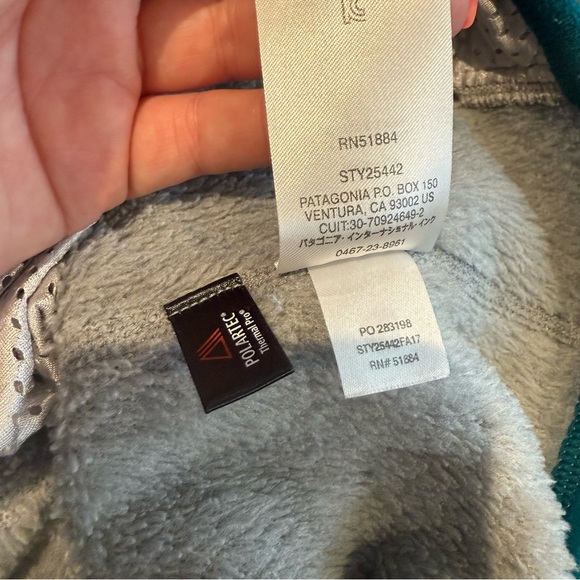 RN51884
STY25442
PATAGONIA P.O. BOX 150
VENTURA, CA 93002 US
CUIT:30-70924649-2
パタゴニア・インターナショナル インク
0467-23-8961
POLARTEC®
Thermal Pro®
PO 283198
STY25442FA17
RN# 51884